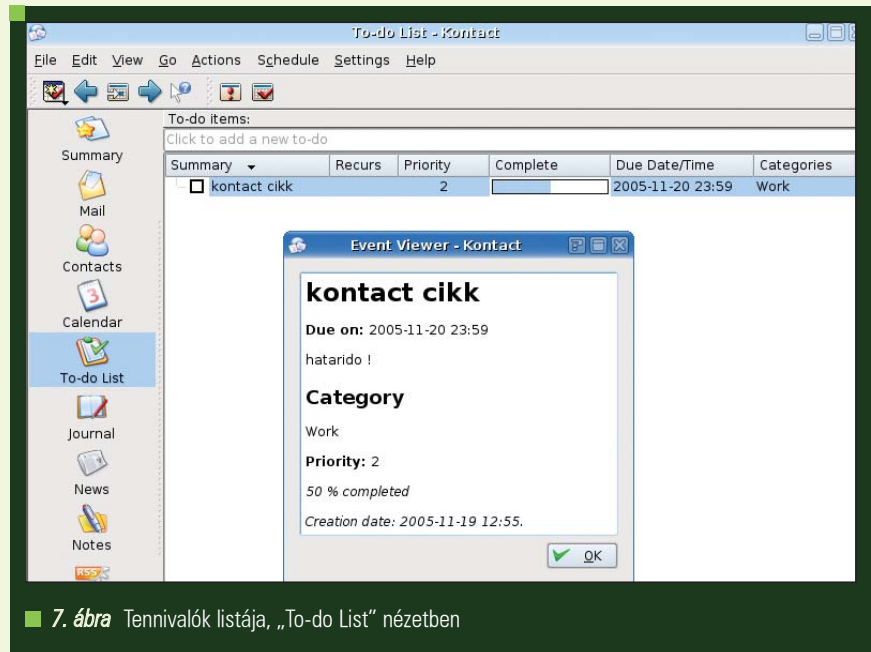 To-do List - Kontact
File Edit View Go Actions Schedule Settings Help
To-do items:
Click to add a new to-do
Summary Recurs Priority Complete Due Date/Time Categories
kontact cikk 2 2005-11-20 23:59 Work
Summary
Mail
Contacts
3
Calendar
To-do List
Journal
News
Notes
RSS
Event Viewer - Kontact
kontact cikk
Due on: 2005-11-20 23:59
hatarido !
Category
Work
Priority: 2
50 % completed
Creation date: 2005-11-19 12:55.
OK
7. ábra Tennivalók listája, „To-do List” nézetben